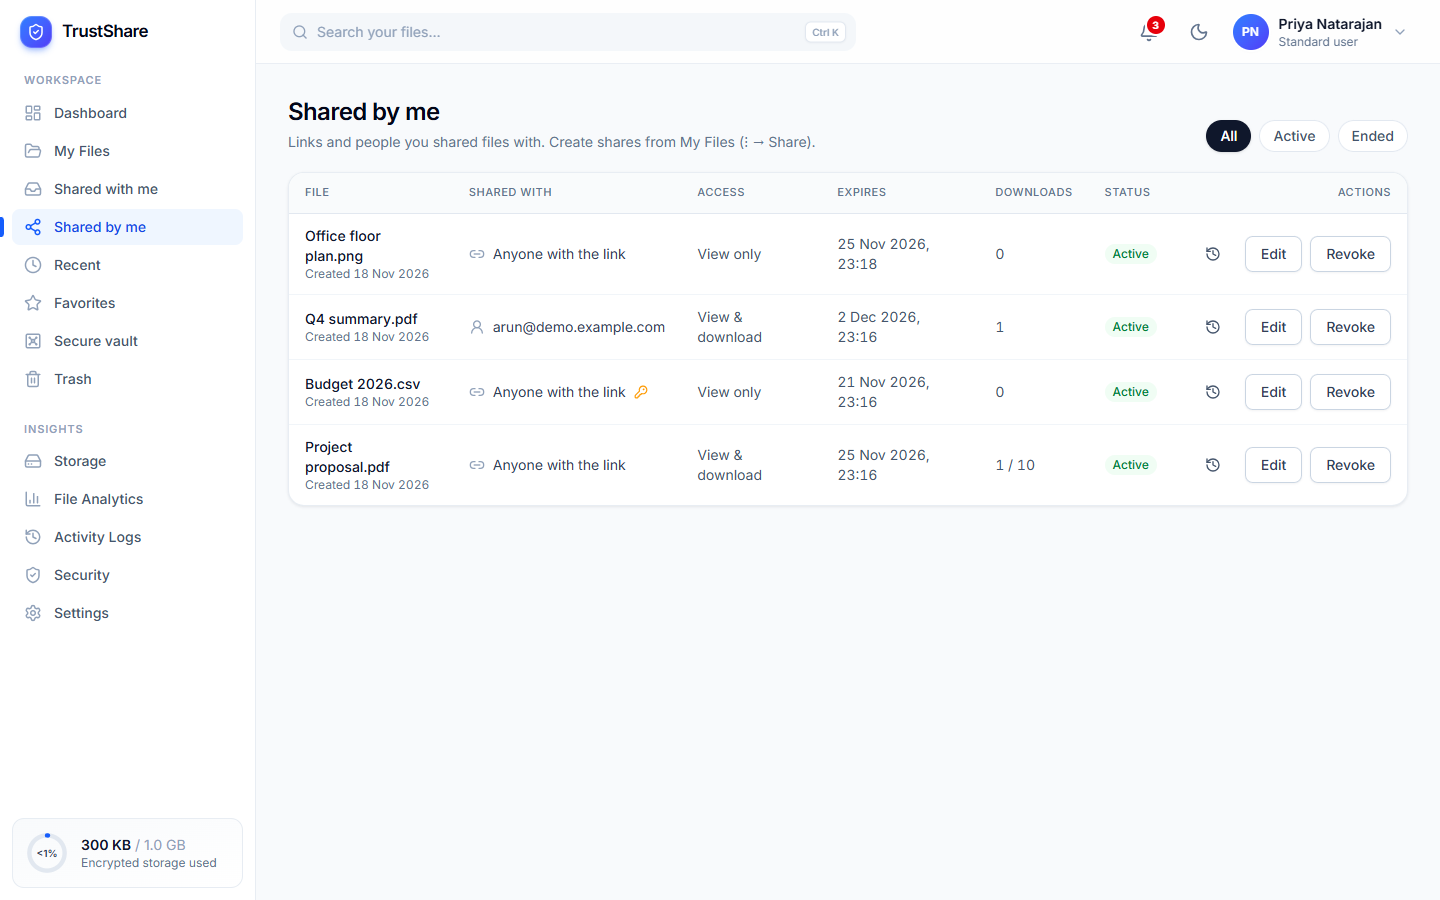 TrustShare
Search your files...
Ctrl K
3
PN
Priya Natarajan
Standard user
WORKSPACE
Dashboard
My Files
Shared with me
Shared by me
Recent
Favorites
Secure vault
Trash
INSIGHTS
Storage
File Analytics
Activity Logs
Security
Settings
<1%
300 KB / 1.0 GB
Encrypted storage used
Shared by me
Links and people you shared files with. Create shares from My Files (⋮ → Share).
All
Active
Ended
FILE SHARED WITH ACCESS EXPIRES DOWNLOADS STATUS ACTIONS
Office floor
plan.png
Created 18 Nov 2026
Anyone with the link
View only
25 Nov 2026,
23:18
0
Active
Edit
Revoke
Q4 summary.pdf
Created 18 Nov 2026
arun@demo.example.com
View &
download
2 Dec 2026,
23:16
1
Active
Edit
Revoke
Budget 2026.csv
Created 18 Nov 2026
Anyone with the link
View only
21 Nov 2026,
23:16
0
Active
Edit
Revoke
Project
proposal.pdf
Created 18 Nov 2026
Anyone with the link
View &
download
25 Nov 2026,
23:16
1 / 10
Active
Edit
Revoke